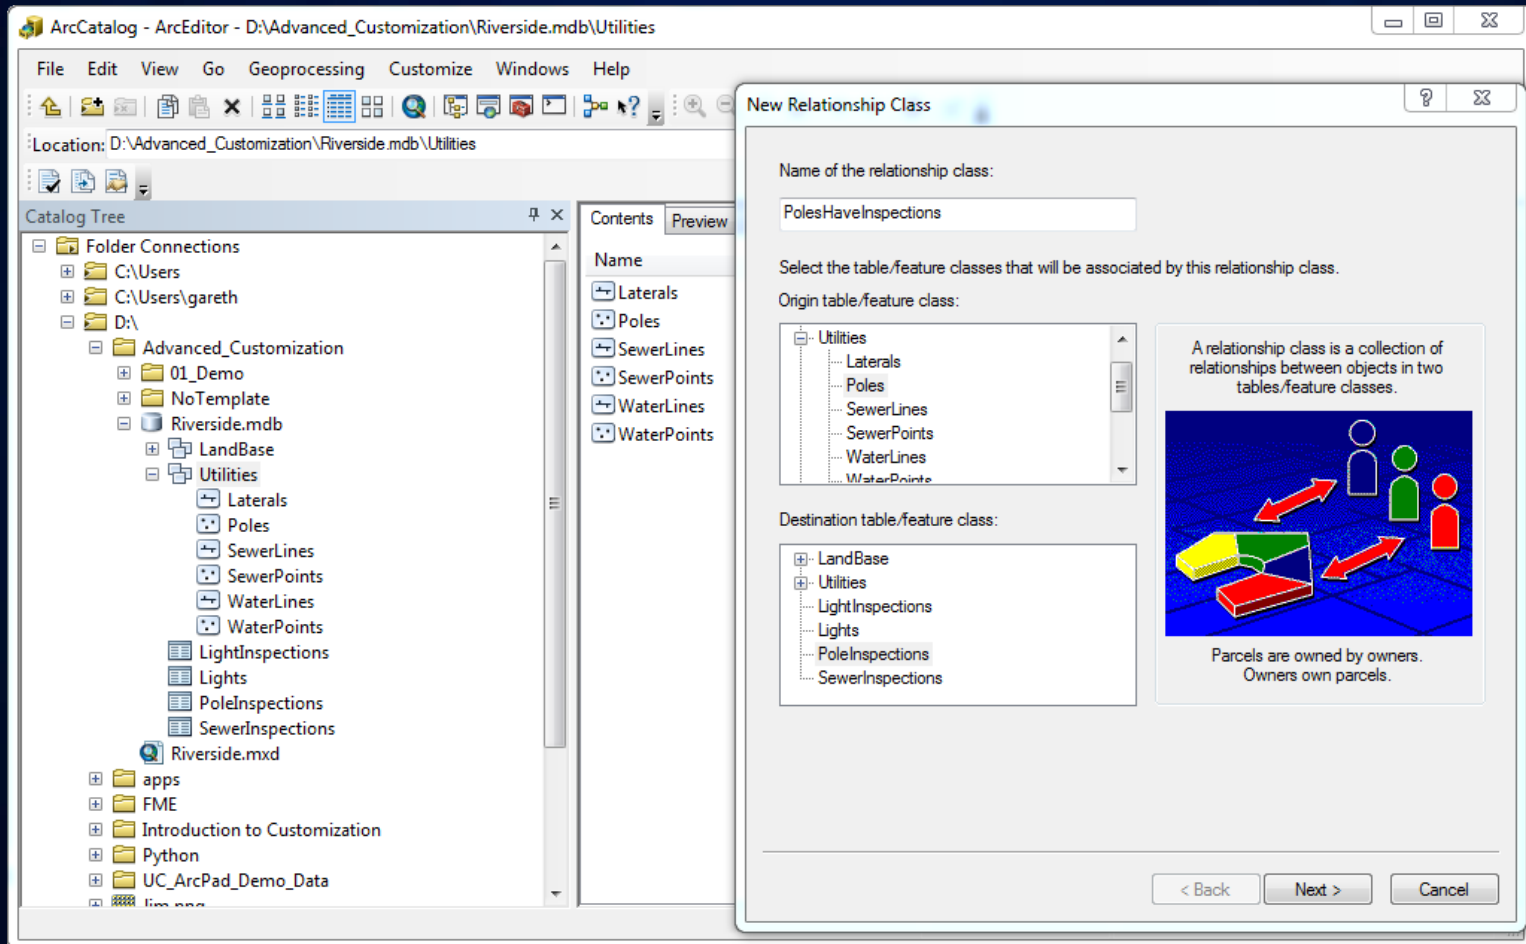 ArcCatalog - ArcEditor - D:\Advanced_Customization\Riverside.mdb\Utilities
File Edit View Go Geoprocessing Customize Windows Help
Location: D:\Advanced_Customization\Riverside.mdb\Utilities
Catalog Tree
Folder Connections
C:\Users
C:\Users\gareth
D:\
Advanced_Customization
01_Demo
NoTemplate
Riverside.mdb
LandBase
Utilities
Laterals
Poles
SewerLines
SewerPoints
WaterLines
WaterPoints
LightInspections
Lights
PoleInspections
SewerInspections
Riverside.mxd
apps
FME
Introduction to Customization
Python
UC_ArcPad_Demo_Data
Jim.png
Contents Preview
Name
Laterals
Poles
SewerLines
SewerPoints
WaterLines
WaterPoints
New Relationship Class
Name of the relationship class:
PolesHaveInspections
Select the table/feature classes that will be associated by this relationship class.
Origin table/feature class:
Utilities
Laterals
Poles
SewerLines
SewerPoints
WaterLines
WaterPoints
Destination table/feature class:
LandBase
Utilities
LightInspections
Lights
PoleInspections
SewerInspections
A relationship class is a collection of
relationships between objects in two
tables/feature classes.
Parcels are owned by owners.
Owners own parcels.
< Back Next > Cancel